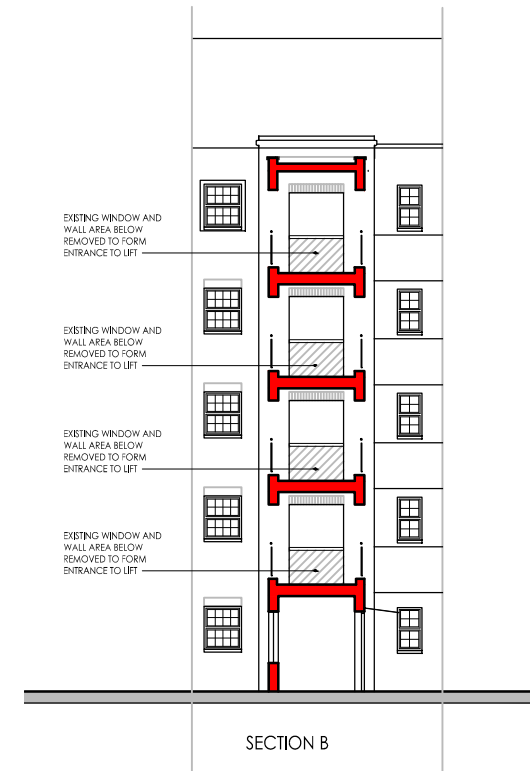 EXISTING WINDOW AND
WALL AREA BELOW
REMOVED TO FORM
ENTRANCE TO LIFT
EXISTING WINDOW AND
WALL AREA BELOW
REMOVED TO FORM
ENTRANCE TO LIFT
EXISTING WINDOW AND
WALL AREA BELOW
REMOVED TO FORM
ENTRANCE TO LIFT
EXISTING WINDOW AND
WALL AREA BELOW
REMOVED TO FORM
ENTRANCE TO LIFT
SECTION B